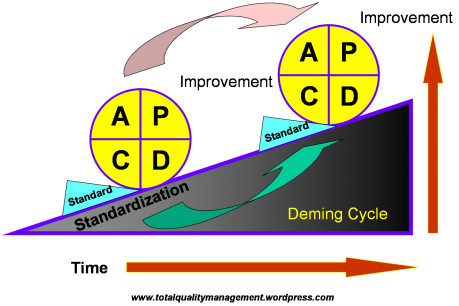 Improvement
A P
C D
Improvement
Standard
A P
C D
Standard
Standardization
Deming Cycle
Time
www.totalqualitymanagement.wordpress.com